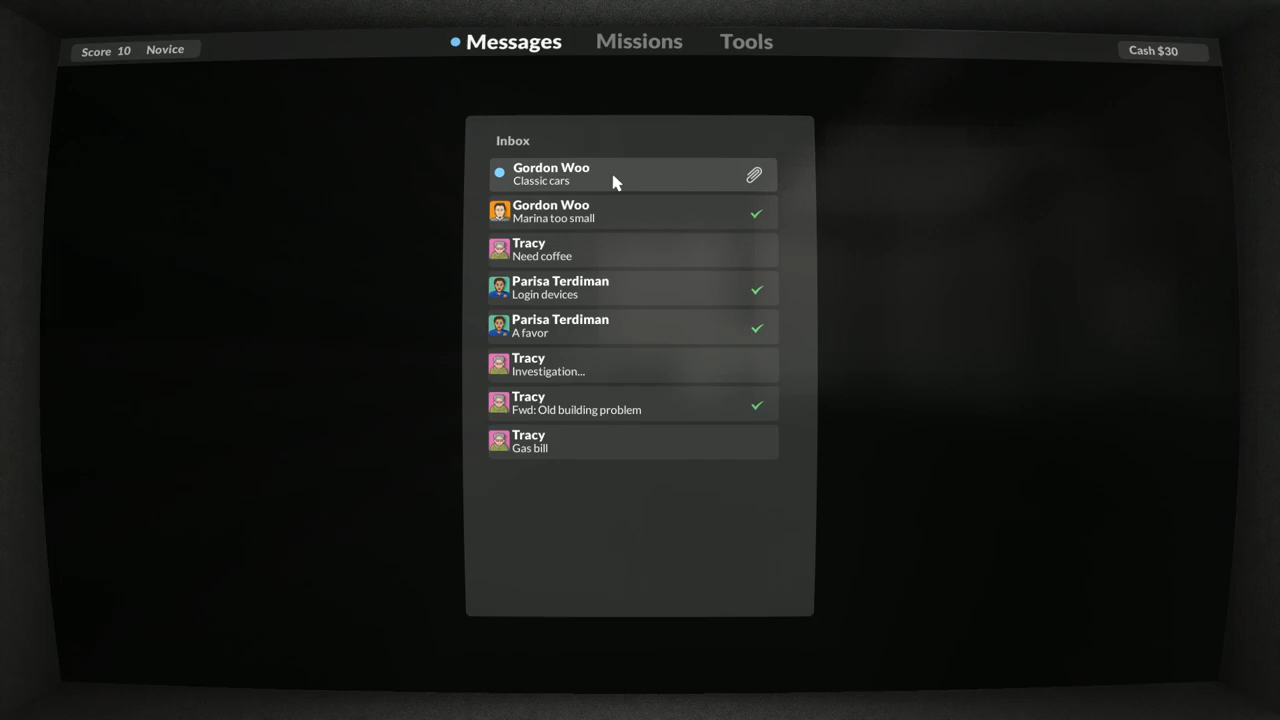 Score 10 Novice
Messages Missions Tools
Cash $30
Inbox
Gordon Woo
Classic cars
Gordon Woo
Marina too small
Tracy
Need coffee
Parisa Terdiman
Login devices
Parisa Terdiman
A favor
Tracy
Investigation...
Tracy
Fwd: Old building problem
Tracy
Gas bill